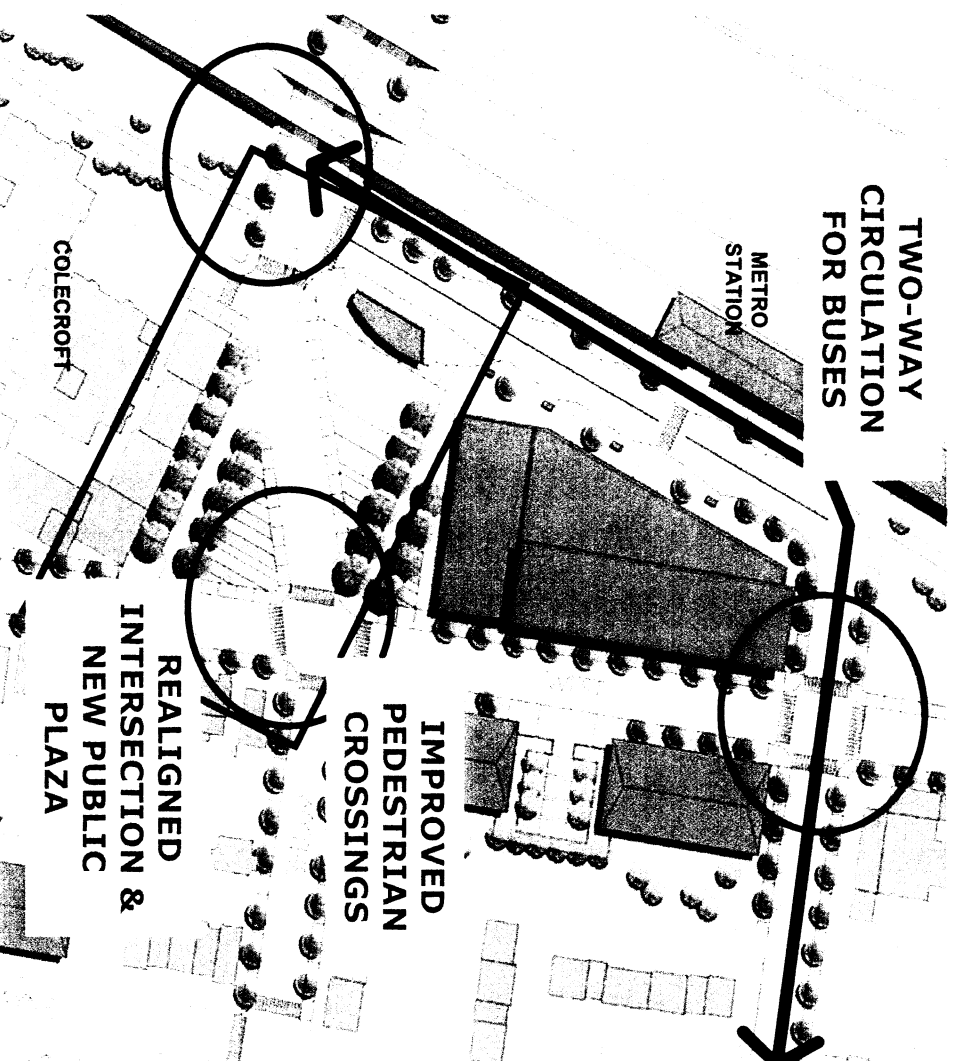 TWO-WAY
CIRCULATION
FOR BUSES
METRO
STATION
COLECROFT
IMPROVED
PEDESTRIAN
CROSSINGS
REALIGNED
INTERSECTION &
NEW PUBLIC
PLAZA